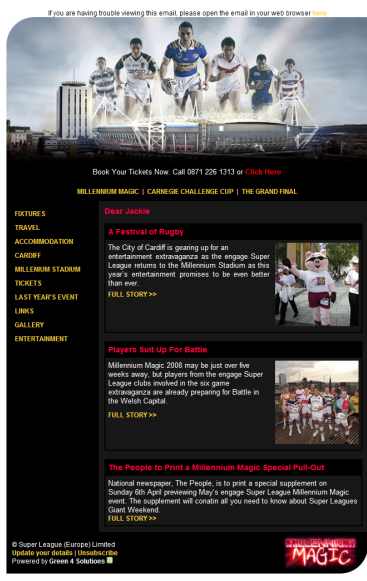 If you are having trouble viewing this email, please open the email in your web browser here
Book Your Tickets Now. Call 0871 226 1313 or Click Here
MILLENNIUM MAGIC | CARNEGIE CHALLENGE CUP | THE GRAND FINAL
FIXTURES
TRAVEL
ACCOMMODATION
CARDIFF
MILLENIUM STADIUM
TICKETS
LAST YEAR'S EVENT
LINKS
GALLERY
ENTERTAINMENT
Dear Jackie
A Festival of Rugby
The City of Cardiff is gearing up for an
entertainment extravaganza as the engage Super
League returns to the Millennium Stadium as this
year's entertainment promises to be even better
than ever.
FULL STORY >>
Players Suit Up For Battle
Millennium Magic 2008 may be just over five
weeks away, but players from the engage Super
League clubs involved in the six game
extravaganza are already preparing for Battle in
the Welsh Capital.
FULL STORY >>
The People to Print a Millennium Magic Special Pull-Out
National newspaper, The People, is to print a special supplement on
Sunday 6th April previewing May's engage Super League Millennium Magic
event. The supplement will conatin all you need to know about Super Leagues
Giant Weekend.
FULL STORY >>
© Super League (Europe) Limited
Update your details | Unsubscribe
Powered by Green 4 Solutions
MILLENNIUM
MAGIC